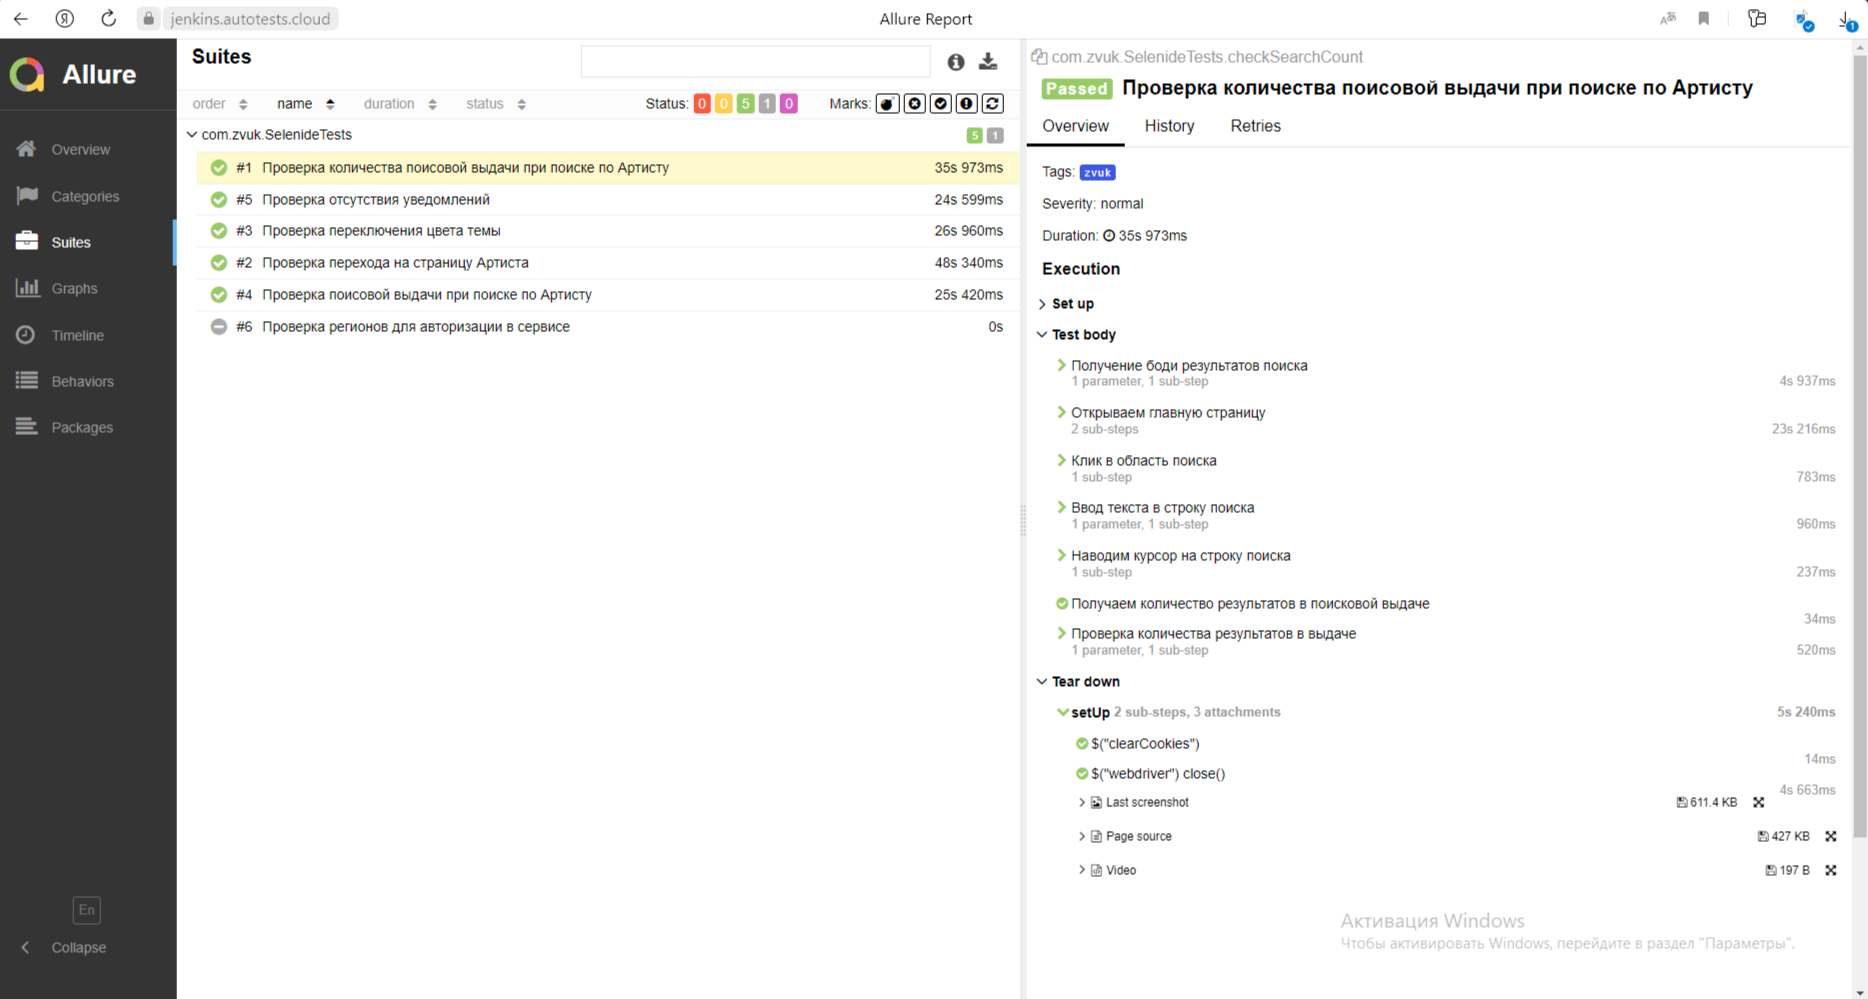 jenkins.autotests.cloud
Allure Report
1
Allure
Overview
Categories
Suites
Graphs
Timeline
Behaviors
Packages
En
Collapse
Suites
order name duration status Status: 0 0 5 1 0 Marks:
com.zvuk.SelenideTests 5 1
#1 Проверка количества поисовой выдачи при поиске по Артисту 35s 973ms
#5 Проверка отсутствия уведомлений 24s 599ms
#3 Проверка переключения цвета темы 26s 960ms
#2 Проверка перехода на страницу Артиста 48s 340ms
#4 Проверка поисовой выдачи при поиске по Артисту 25s 420ms
#6 Проверка регионов для авторизации в сервисе 0s
com.zvuk.SelenideTests.checkSearchCount
Passed Проверка количества поисовой выдачи при поиске по Артисту
Overview History Retries
Tags: zvuk
Severity: normal
Duration: 35s 973ms
Execution
Set up
Test body
Получение боди результатов поиска
1 parameter, 1 sub-step 4s 937ms
Открываем главную страницу
2 sub-steps 23s 216ms
Клик в область поиска
1 sub-step 783ms
Ввод текста в строку поиска
1 parameter, 1 sub-step 960ms
Наводим курсор на строку поиска
1 sub-step 237ms
Получаем количество результатов в поисковой выдаче
34ms
Проверка количества результатов в выдаче
1 parameter, 1 sub-step 520ms
Tear down
setUp 2 sub-steps, 3 attachments 5s 240ms
$("clearCookies")
14ms
$("webdriver") close()
4s 663ms
Last screenshot 611.4 KB
Page source 427 KB
Video 197 B
Активация Windows
Чтобы активировать Windows, перейдите в раздел "Параметры".